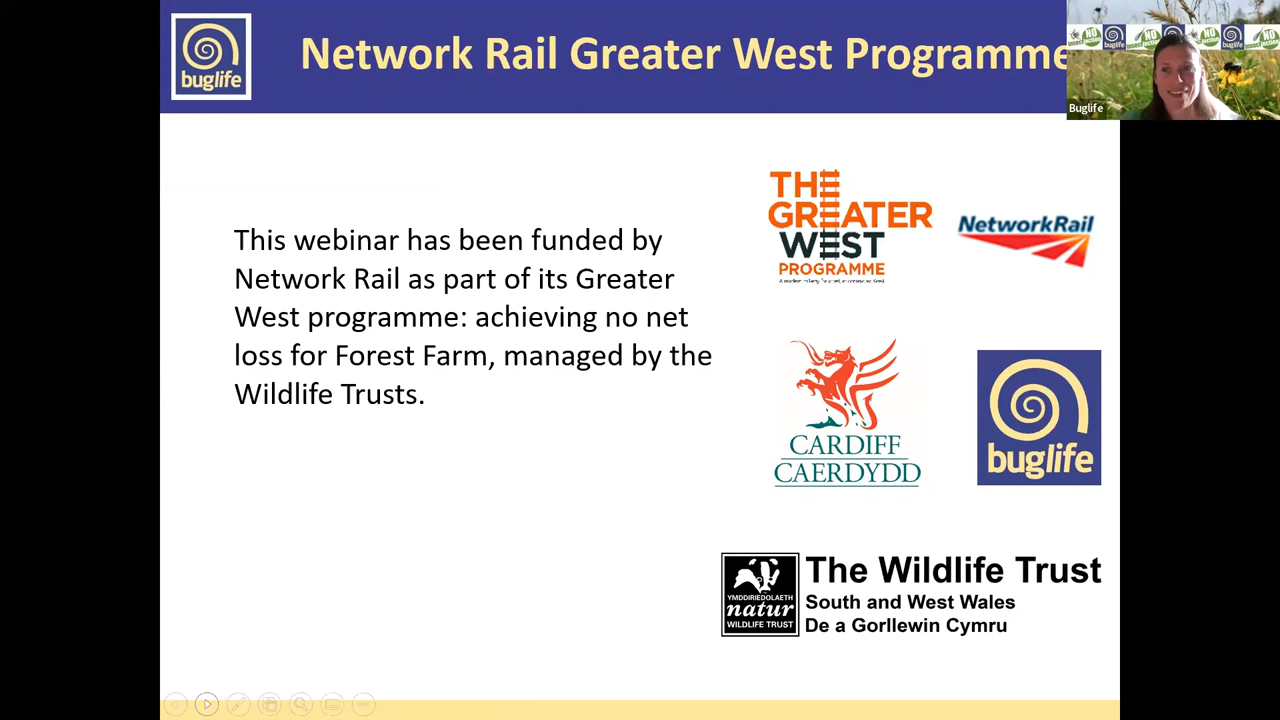 buglife
Network Rail Greater West Programme
NO
NO
Buglife
This webinar has been funded by
Network Rail as part of its Greater
West programme: achieving no net
loss for Forest Farm, managed by the
Wildlife Trusts.
THE
GREATER
WEST
PROGRAMME
NetworkRail
CARDIFF
CAERDYDD
buglife
YMDDIRIEDOLAETH
natur
WILDLIFE TRUST
The Wildlife Trust
South and West Wales
De a Gorllewin Cymru